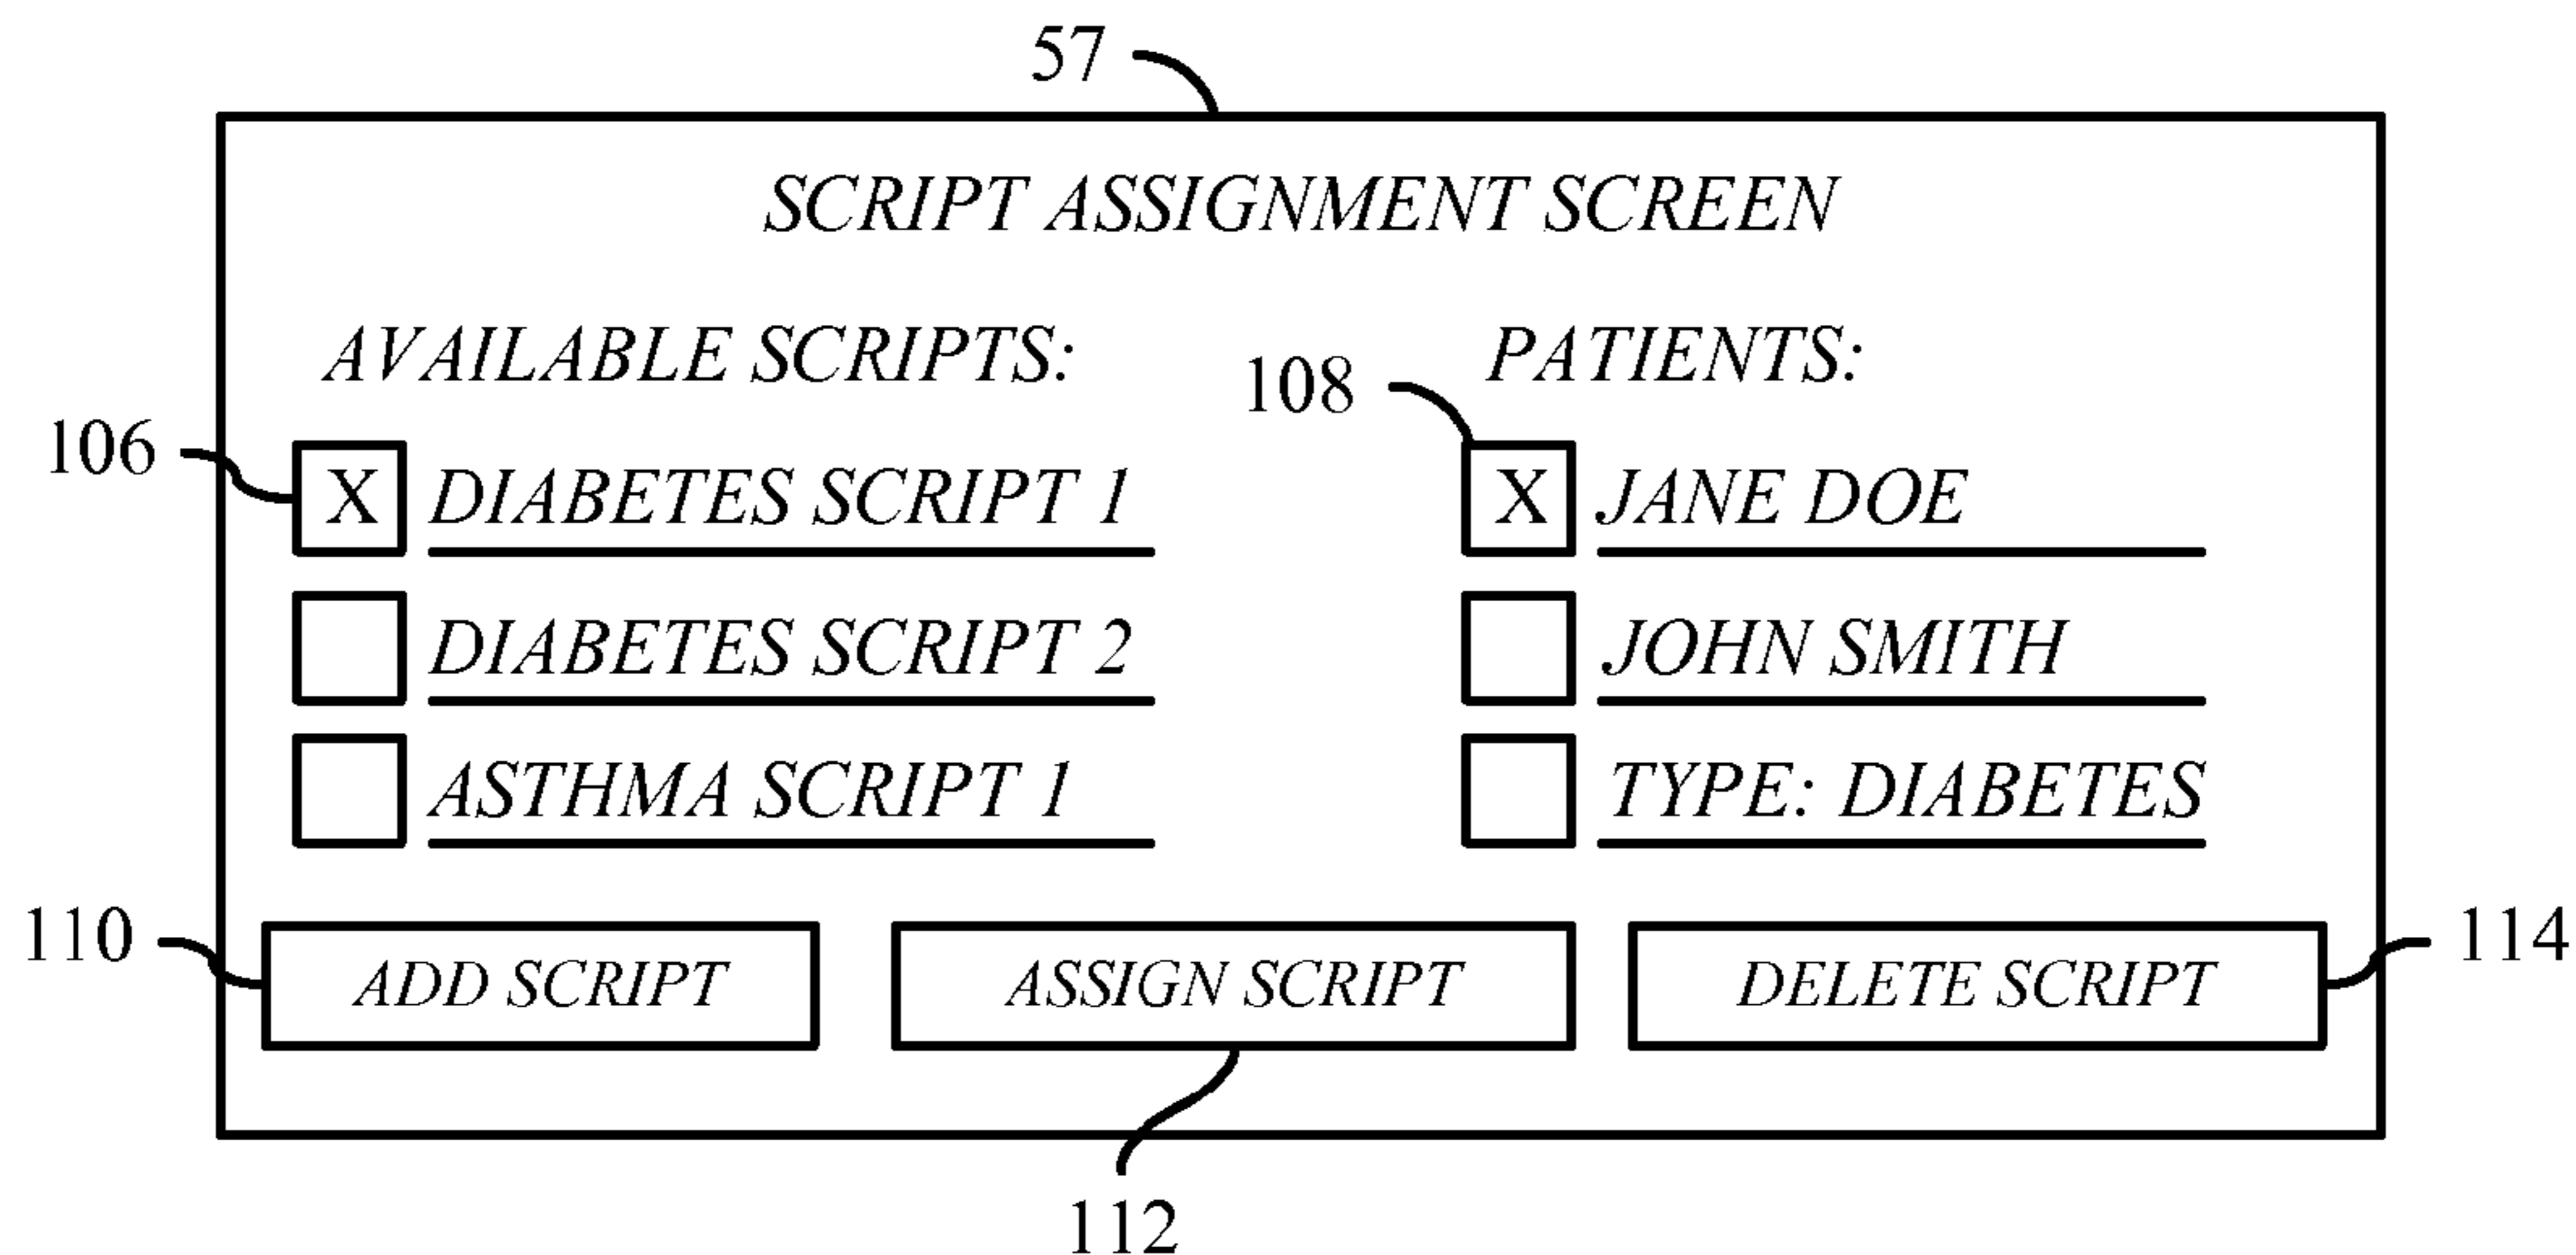 57
SCRIPT ASSIGNMENT SCREEN
AVAILABLE SCRIPTS:
PATIENTS:
106
108
X DIABETES SCRIPT 1
X JANE DOE
DIABETES SCRIPT 2
JOHN SMITH
ASTHMA SCRIPT 1
TYPE: DIABETES
110
ADD SCRIPT
ASSIGN SCRIPT
DELETE SCRIPT
114
112